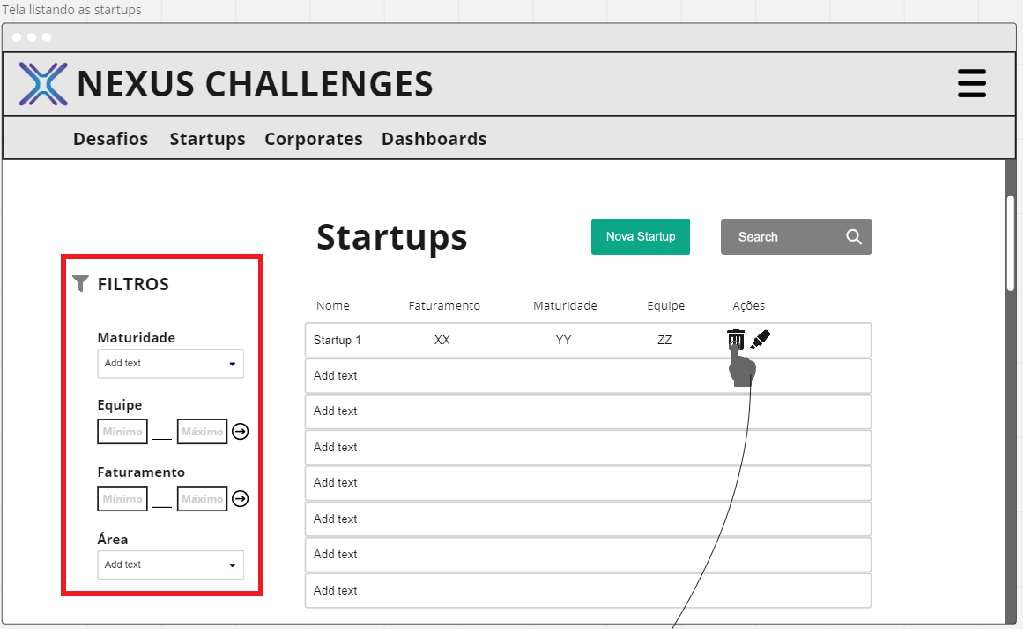 Tela listando as startups
NEXUS CHALLENGES
Desafios Startups Corporates Dashboards
Startups
Nova Startup
Search
FILTROS
Maturidade
Add text
Equipe
Mínimo __ Máximo
Faturamento
Mínimo __ Máximo
Área
Add text
Nome Faturamento Maturidade Equipe Ações
Startup 1 XX YY ZZ
Add text
Add text
Add text
Add text
Add text
Add text
Add text